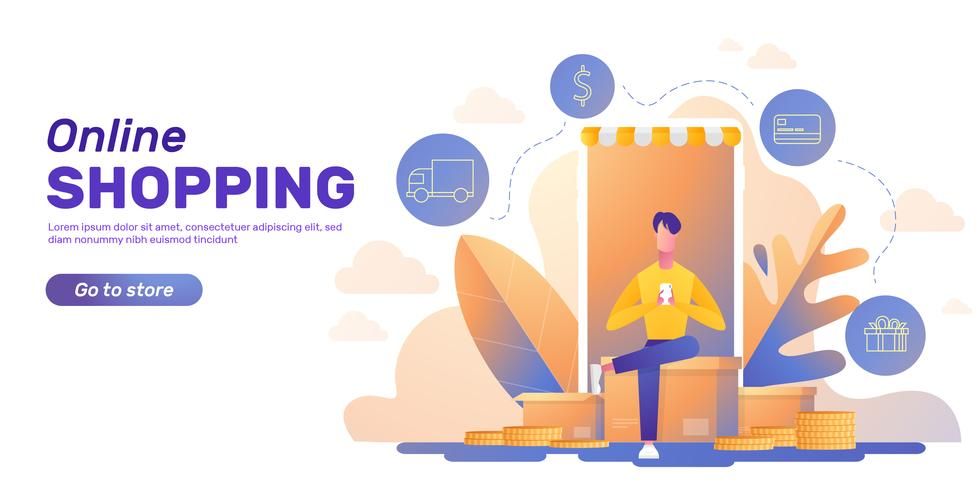 Online
SHOPPING
Lorem ipsum dolor sit amet, consectetuer adipiscing elit, sed
diam nonummy nibh euismod tincidunt
Go to store
$